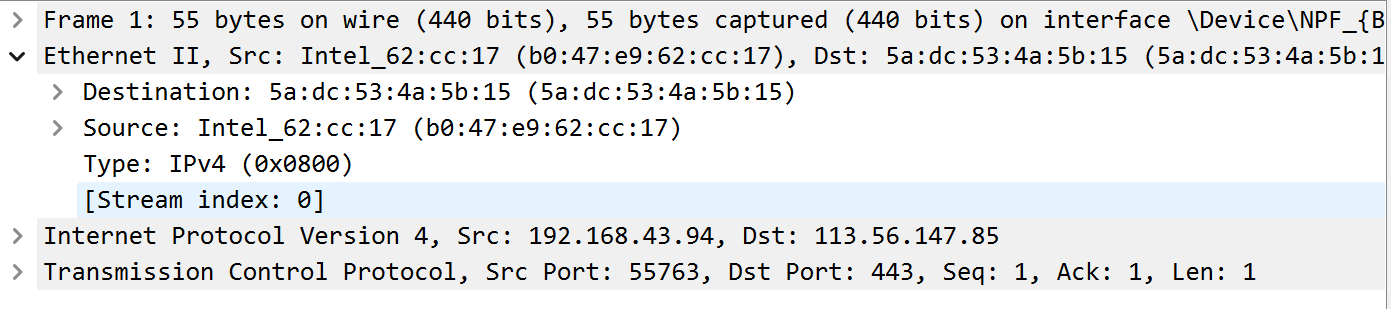 Frame 1: 55 bytes on wire (440 bits), 55 bytes captured (440 bits) on interface \Device\NPF_{B
Ethernet II, Src: Intel_62:cc:17 (b0:47:e9:62:cc:17), Dst: 5a:dc:53:4a:5b:15 (5a:dc:53:4a:5b:1
Destination: 5a:dc:53:4a:5b:15 (5a:dc:53:4a:5b:15)
Source: Intel_62:cc:17 (b0:47:e9:62:cc:17)
Type: IPv4 (0x0800)
[Stream index: 0]
Internet Protocol Version 4, Src: 192.168.43.94, Dst: 113.56.147.85
Transmission Control Protocol, Src Port: 55763, Dst Port: 443, Seq: 1, Ack: 1, Len: 1